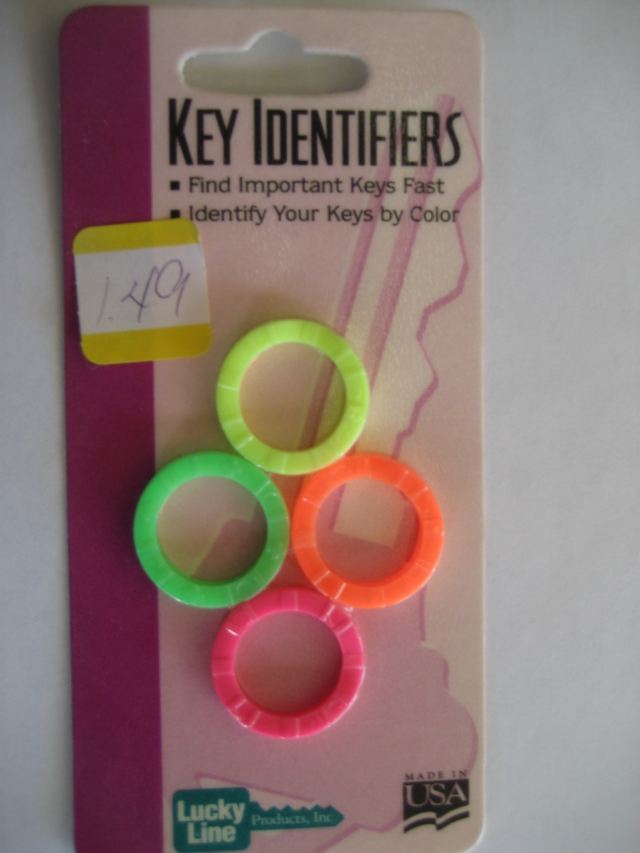 KEY IDENTIFIERS
▪ Find Important Keys Fast
▪ Identify Your Keys by Color
1.49
Lucky
Line
Products, Inc
MADE IN
USA